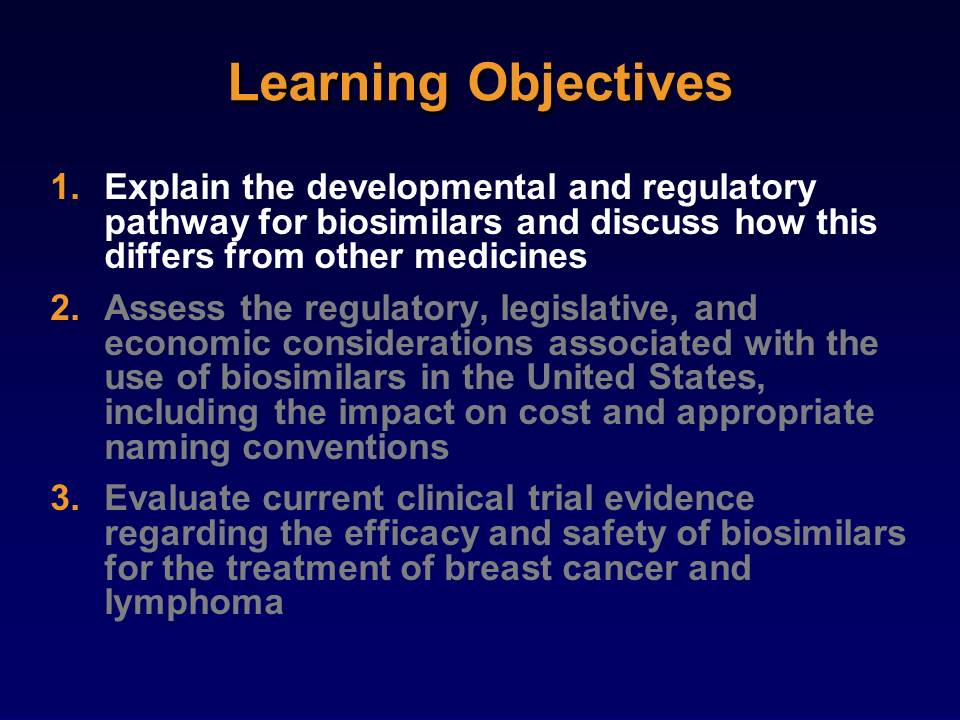 Learning Objectives
1. Explain the developmental and regulatory
pathway for biosimilars and discuss how this
differs from other medicines
2. Assess the regulatory, legislative, and
economic considerations associated with the
use of biosimilars in the United States,
including the impact on cost and appropriate
naming conventions
3. Evaluate current clinical trial evidence
regarding the efficacy and safety of biosimilars
for the treatment of breast cancer and
lymphoma